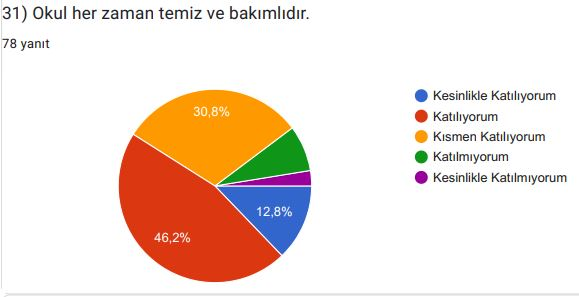 31) Okul her zaman temiz ve bakımlıdır.
78 yanıt
30,8%
12,8%
46,2%
Kesinlikle Katılıyorum
Katılıyorum
Kısmen Katılıyorum
Katılmıyorum
Kesinlikle Katılmıyorum